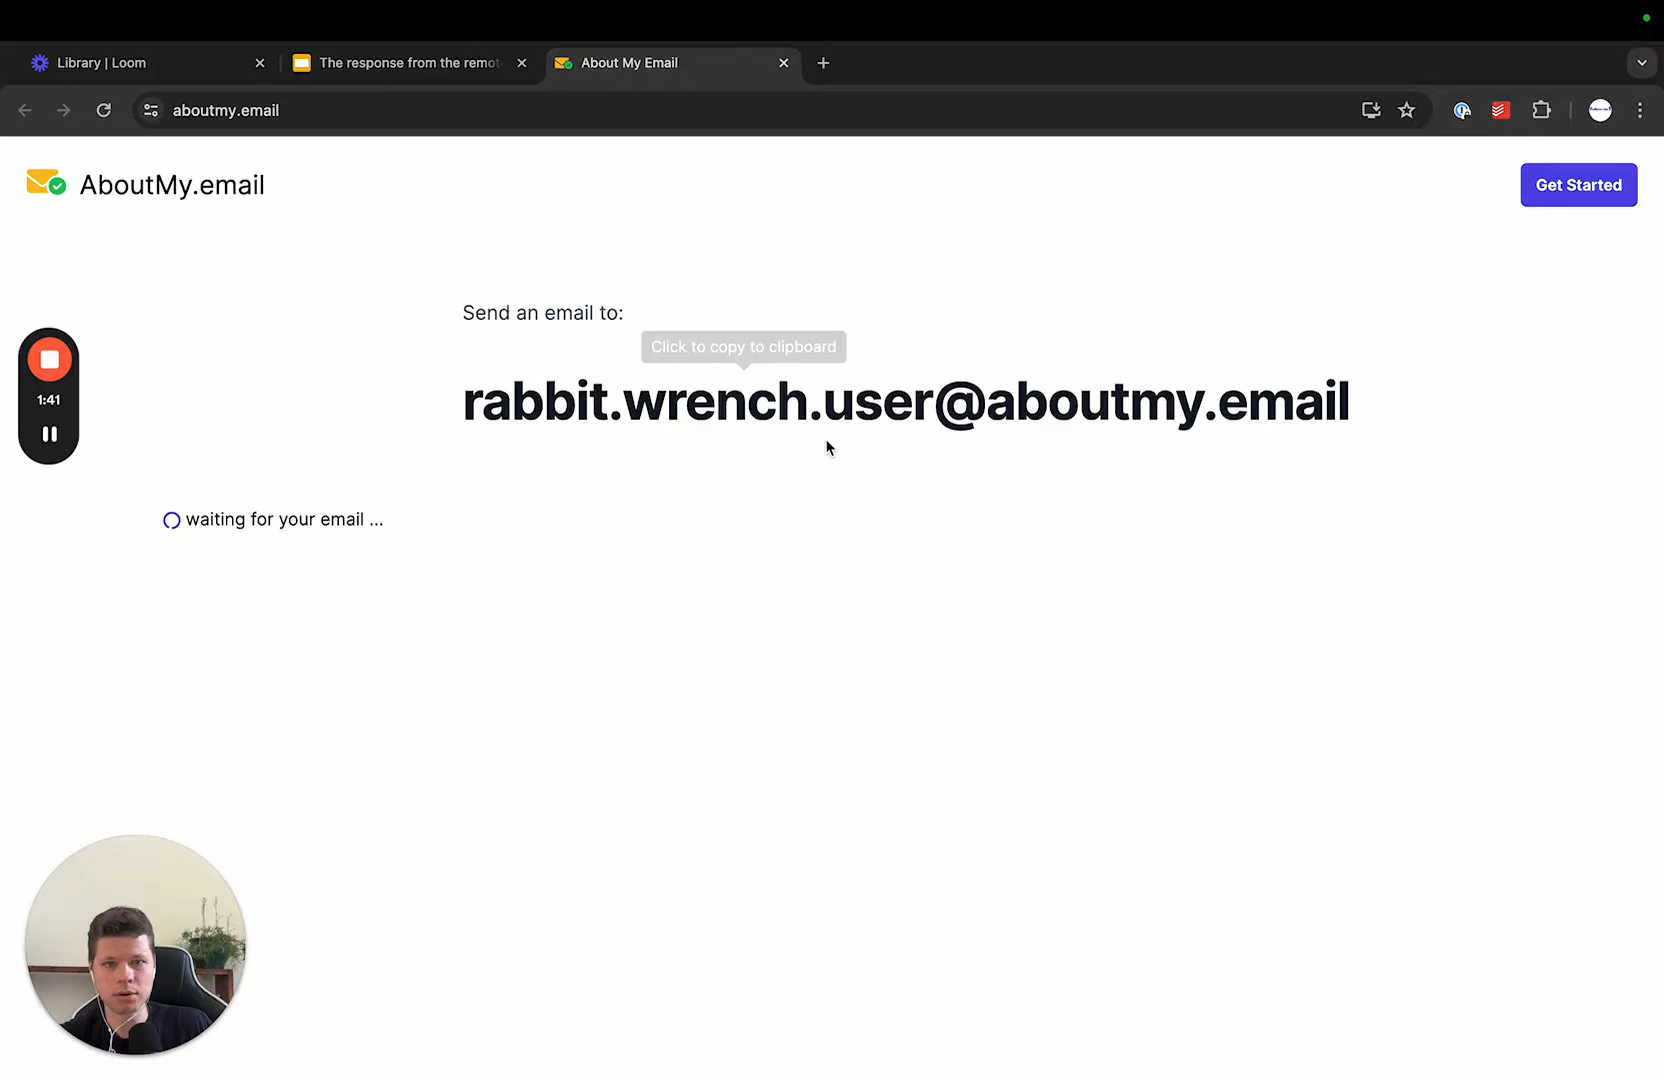 Library | Loom
The response from the remot
About My Email
aboutmy.email
AboutMy.email
Get Started
Send an email to:
Click to copy to clipboard
rabbit.wrench.user@aboutmy.email
1:41
waiting for your email ...